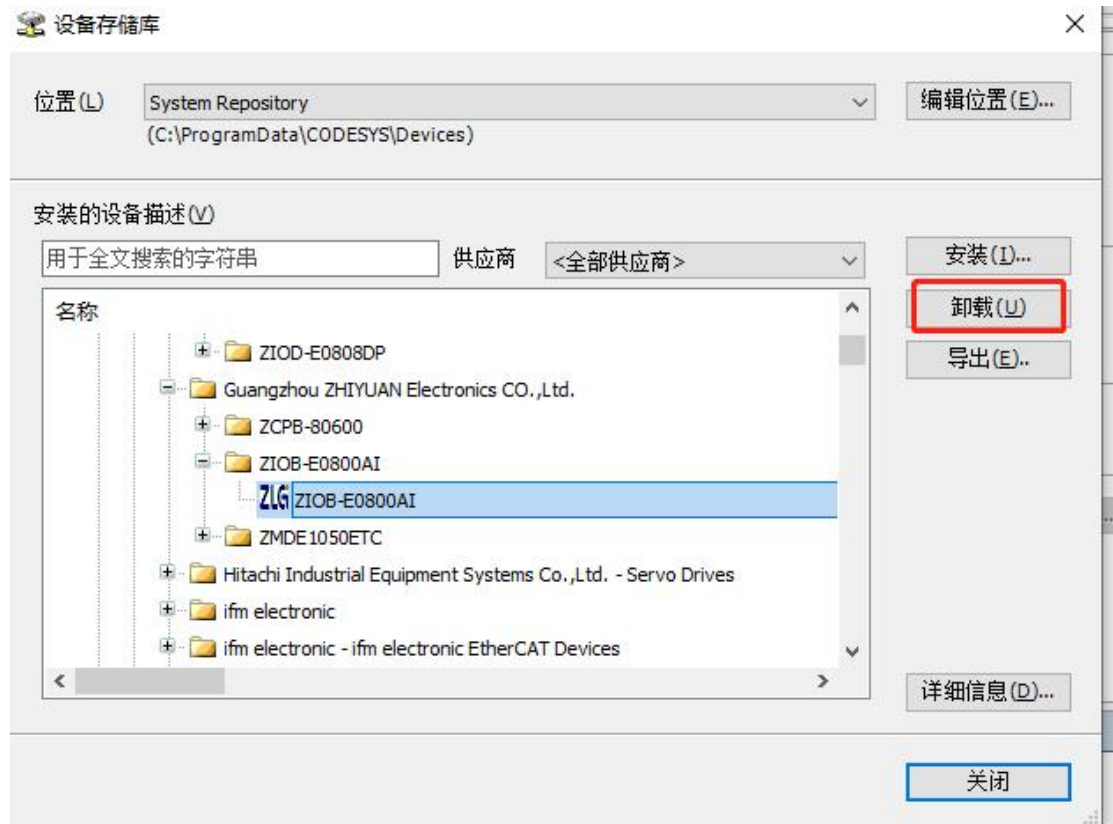 设备存储库
位置(L) System Repository 编辑位置(E)...
(C:\ProgramData\CODESYS\Devices)
安装的设备描述(V)
用于全文搜索的字符串 供应商 <全部供应商> 安装(I)...
名称 卸载(U)
ZIOD-E0808DP 导出(E)..
Guangzhou ZHIYUAN Electronics CO.,Ltd.
ZCPB-80600
ZIOB-E0800AI
ZLG ZIOB-E0800AI
ZMDE1050ETC
Hitachi Industrial Equipment Systems Co.,Ltd. - Servo Drives
ifm electronic
ifm electronic - ifm electronic EtherCAT Devices
详细信息(D)...
关闭